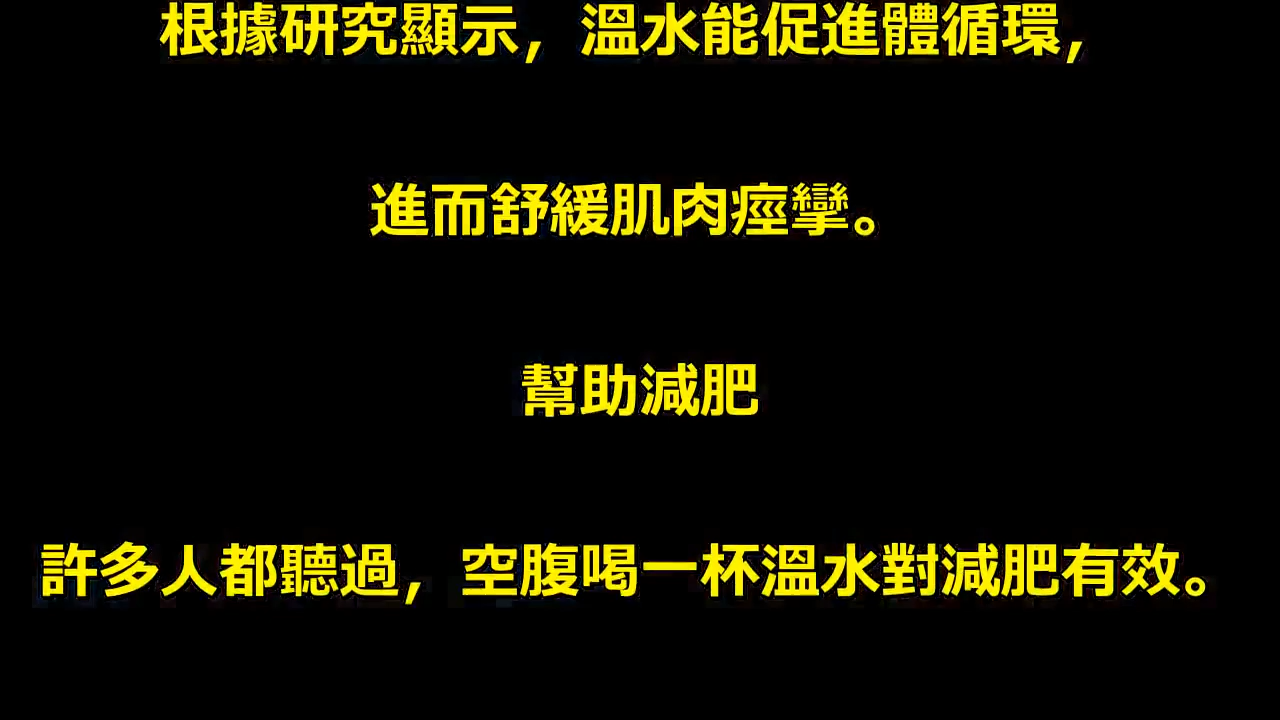 根據研究顯示，溫水能促進體循環，
進而舒緩肌肉痙攣。
幫助減肥
許多人都聽過，空腹喝一杯溫水對減肥有效。